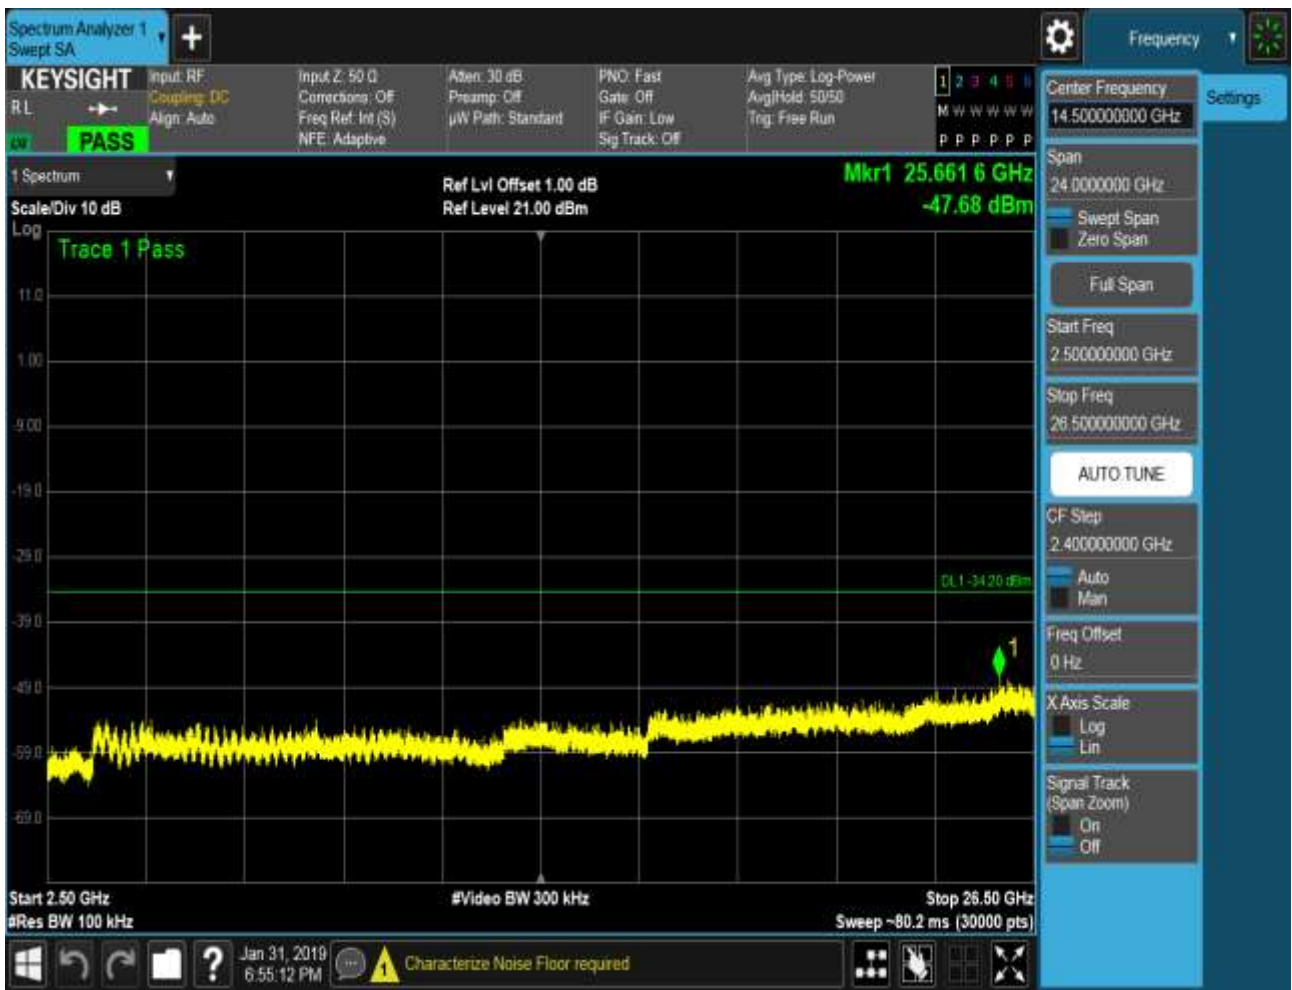 Spectrum Analyzer 1
Swept SA
Frequency
KEYSIGHT
R L
PASS
Input: RF
Coupling: DC
Align: Auto
Input Z: 50 Ω
Corrections: Off
Freq Ref: Int (S)
NFE: Adaptive
Atten: 30 dB
Preamp: Off
µW Path: Standard
PNO: Fast
Gate: Off
IF Gain: Low
Sig Track: Off
Avg Type: Log-Power
Avg|Hold: 50/50
Trig: Free Run
1 2 3 4 5 6
M W W W W W
P P P P P P
Center Frequency
14.500000000 GHz
Settings
1 Spectrum
Scale/Div 10 dB
Log
Ref Lvl Offset 1.00 dB
Ref Level 21.00 dBm
Mkr1 25.661 6 GHz
-47.68 dBm
Trace 1 Pass
11.0
1.00
-9.00
-19.0
-29.0
-39.0
-49.0
-59.0
-69.0
DL1 -34.20 dBm
1
Span
24.0000000 GHz
Swept Span
Zero Span
Full Span
Start Freq
2.500000000 GHz
Stop Freq
26.500000000 GHz
AUTO TUNE
CF Step
2.400000000 GHz
Auto
Man
Freq Offset
0 Hz
X Axis Scale
Log
Lin
Signal Track
(Span Zoom)
On
Off
Start 2.50 GHz
#Res BW 100 kHz
#Video BW 300 kHz
Stop 26.50 GHz
Sweep ~80.2 ms (30000 pts)
?
Jan 31, 2019
6:55:12 PM
1
Characterize Noise Floor required